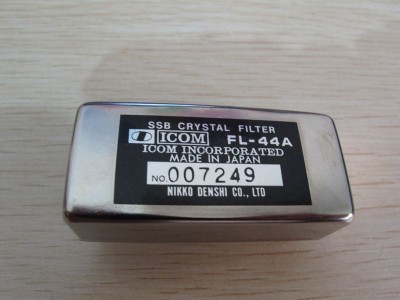 SSB CRYSTAL FILTER
ICOM FL-44A
ICOM INCORPORATED
MADE IN JAPAN
NO. 007249
NIKKO DENSHI CO., LTD